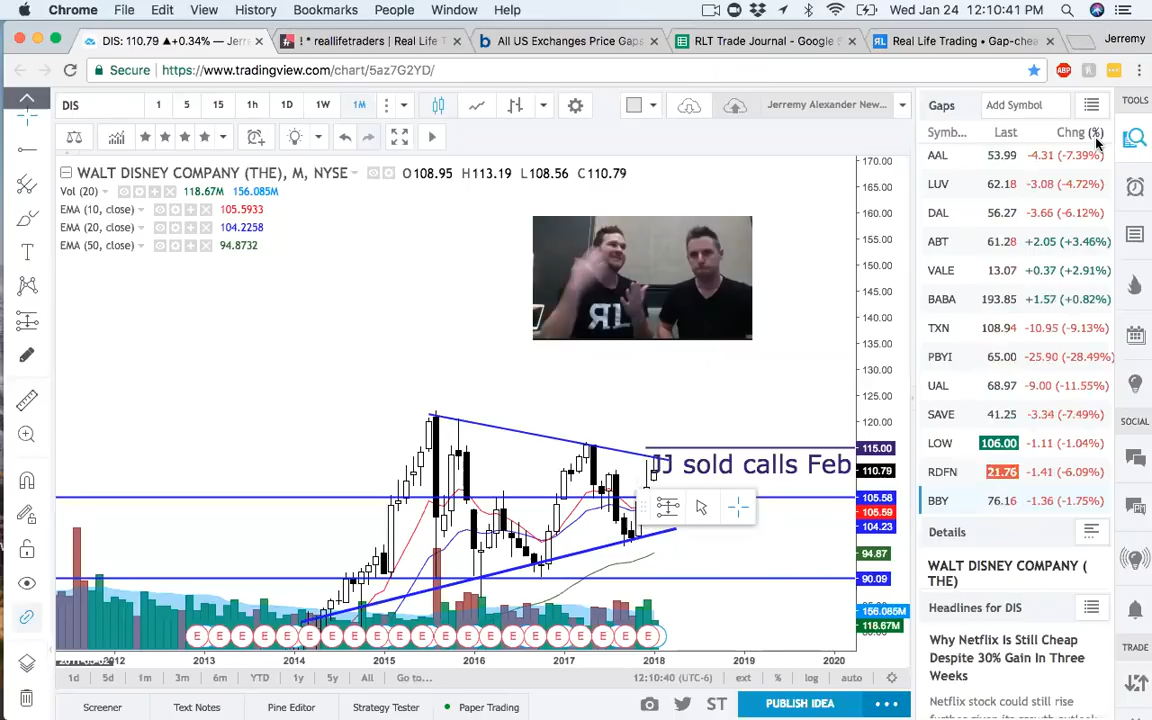 Chrome File Edit View History Bookmarks People Window Help Wed Jan 24 12:10:41 PM
DIS: 110.79 ▲+0.34% — Jerr
! * reallifetraders | Real Life T
All US Exchanges Price Gaps
RLT Trade Journal - Google S
Real Life Trading • Gap-chea
Jerremy
Secure | https://www.tradingview.com/chart/5az7G2YD/
DIS 1 5 15 1h 1D 1W 1M
Jerremy Alexander New...
WALT DISNEY COMPANY (THE), M, NYSE O108.95 H113.19 L108.56 C110.79
Vol (20) 118.67M 156.085M
EMA (10, close) 105.5933
EMA (20, close) 104.2258
EMA (50, close) 94.8732
RL
JJ sold calls Feb
170.00
165.00
160.00
155.00
150.00
145.00
140.00
135.00
130.00
125.00
120.00
115.00
110.79
105.58
105.59
104.23
94.87
90.09
156.085M
118.67M
E E E E E E E E E E E E E E E E E E E E E
2012 2013 2014 2015 2016 2017 2018 2019 2020
1d 5d 1m 3m 6m YTD 1y 5y All Go to... 12:10:40 (UTC-6) ext % log auto
Screener Text Notes Pine Editor Strategy Tester Paper Trading ST PUBLISH IDEA
Gaps Add Symbol
Symb... Last Chng (%)
AAL 53.99 -4.31 (-7.39%)
LUV 62.18 -3.08 (-4.72%)
DAL 56.27 -3.66 (-6.12%)
ABT 61.28 +2.05 (+3.46%)
VALE 13.07 +0.37 (+2.91%)
BABA 193.85 +1.57 (+0.82%)
TXN 108.94 -10.95 (-9.13%)
PBYI 65.00 -25.90 (-28.49%)
UAL 68.97 -9.00 (-11.55%)
SAVE 41.25 -3.34 (-7.49%)
LOW 106.00 -1.11 (-1.04%)
RDFN 21.76 -1.41 (-6.09%)
BBY 76.16 -1.36 (-1.75%)
Details
WALT DISNEY COMPANY (
THE)
Headlines for DIS
Why Netflix Is Still Cheap
Despite 30% Gain In Three
Weeks
Netflix stock could still rise
TOOLS
SOCIAL
TRADE
ABP